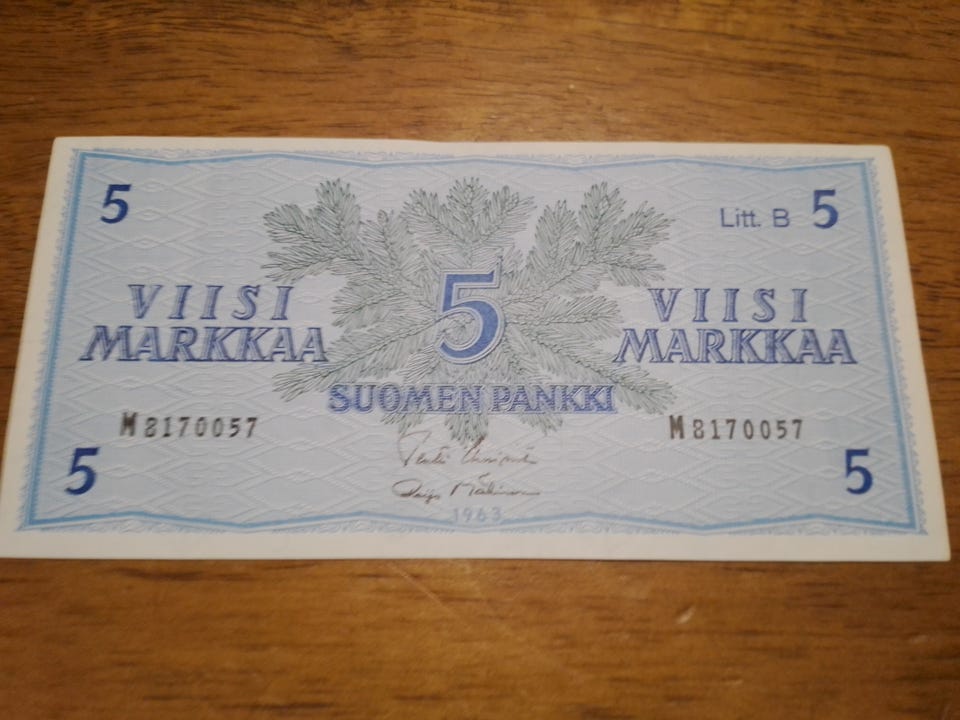 5
Litt. B 5
VIISI
MARKKAA
5
VIISI
MARKKAA
SUOMEN PANKKI
M8170057
M8170057
5
5
1963